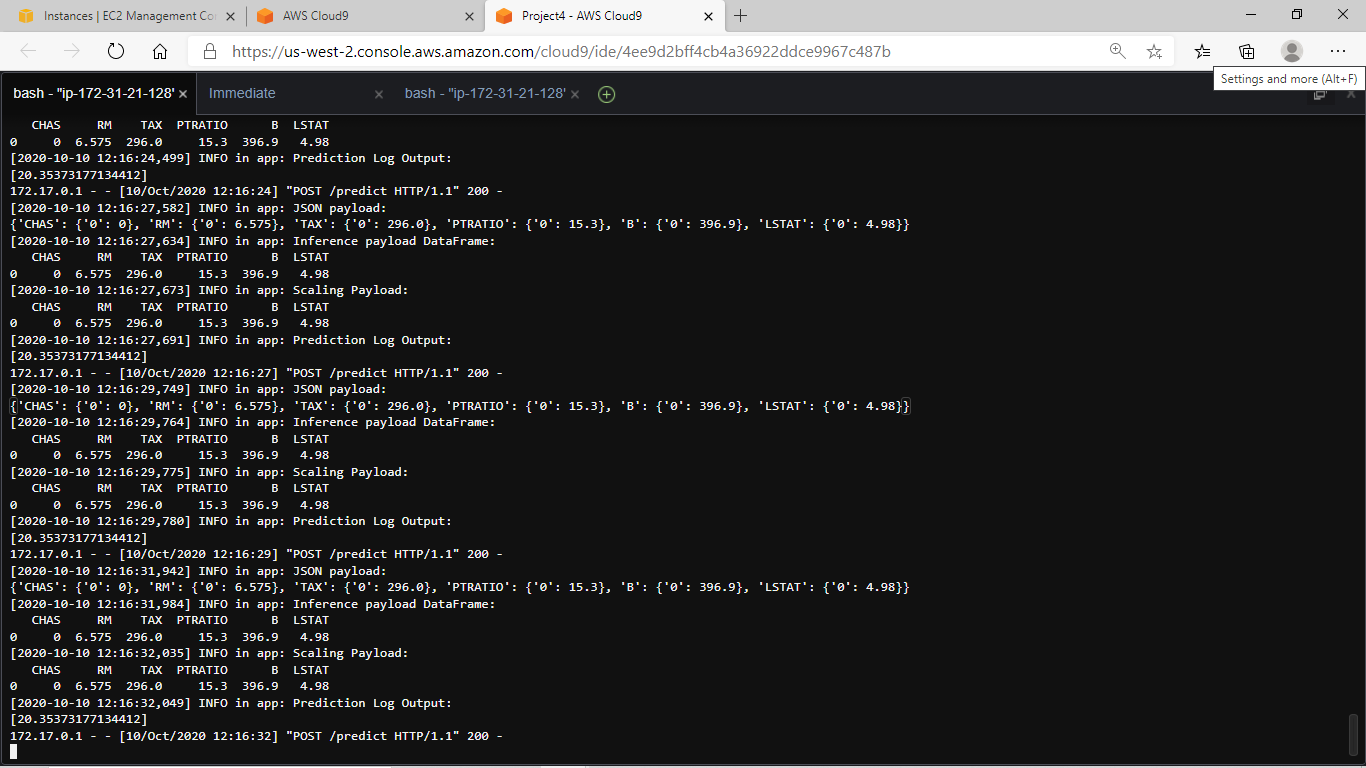 Instances | EC2 Management Co
AWS Cloud9
Project4 - AWS Cloud9
https://us-west-2.console.aws.amazon.com/cloud9/ide/4ee9d2bff4cb4a36922ddce9967c487b
Settings and more (Alt+F)
bash - "ip-172-31-21-128'
Immediate
bash - "ip-172-31-21-128'
   CHAS     RM    TAX  PTRATIO      B  LSTAT
0     0  6.575  296.0     15.3  396.9   4.98
[2020-10-10 12:16:24,499] INFO in app: Prediction Log Output:
[20.35373177134412]
172.17.0.1 - - [10/Oct/2020 12:16:24] "POST /predict HTTP/1.1" 200 -
[2020-10-10 12:16:27,582] INFO in app: JSON payload:
{'CHAS': {'0': 0}, 'RM': {'0': 6.575}, 'TAX': {'0': 296.0}, 'PTRATIO': {'0': 15.3}, 'B': {'0': 396.9}, 'LSTAT': {'0': 4.98}}
[2020-10-10 12:16:27,634] INFO in app: Inference payload DataFrame:
   CHAS     RM    TAX  PTRATIO      B  LSTAT
0     0  6.575  296.0     15.3  396.9   4.98
[2020-10-10 12:16:27,673] INFO in app: Scaling Payload:
   CHAS     RM    TAX  PTRATIO      B  LSTAT
0     0  6.575  296.0     15.3  396.9   4.98
[2020-10-10 12:16:27,691] INFO in app: Prediction Log Output:
[20.35373177134412]
172.17.0.1 - - [10/Oct/2020 12:16:27] "POST /predict HTTP/1.1" 200 -
[2020-10-10 12:16:29,749] INFO in app: JSON payload:
{'CHAS': {'0': 0}, 'RM': {'0': 6.575}, 'TAX': {'0': 296.0}, 'PTRATIO': {'0': 15.3}, 'B': {'0': 396.9}, 'LSTAT': {'0': 4.98}}
[2020-10-10 12:16:29,764] INFO in app: Inference payload DataFrame:
   CHAS     RM    TAX  PTRATIO      B  LSTAT
0     0  6.575  296.0     15.3  396.9   4.98
[2020-10-10 12:16:29,775] INFO in app: Scaling Payload:
   CHAS     RM    TAX  PTRATIO      B  LSTAT
0     0  6.575  296.0     15.3  396.9   4.98
[2020-10-10 12:16:29,780] INFO in app: Prediction Log Output:
[20.35373177134412]
172.17.0.1 - - [10/Oct/2020 12:16:29] "POST /predict HTTP/1.1" 200 -
[2020-10-10 12:16:31,942] INFO in app: JSON payload:
{'CHAS': {'0': 0}, 'RM': {'0': 6.575}, 'TAX': {'0': 296.0}, 'PTRATIO': {'0': 15.3}, 'B': {'0': 396.9}, 'LSTAT': {'0': 4.98}}
[2020-10-10 12:16:31,984] INFO in app: Inference payload DataFrame:
   CHAS     RM    TAX  PTRATIO      B  LSTAT
0     0  6.575  296.0     15.3  396.9   4.98
[2020-10-10 12:16:32,035] INFO in app: Scaling Payload:
   CHAS     RM    TAX  PTRATIO      B  LSTAT
0     0  6.575  296.0     15.3  396.9   4.98
[2020-10-10 12:16:32,049] INFO in app: Prediction Log Output:
[20.35373177134412]
172.17.0.1 - - [10/Oct/2020 12:16:32] "POST /predict HTTP/1.1" 200 -